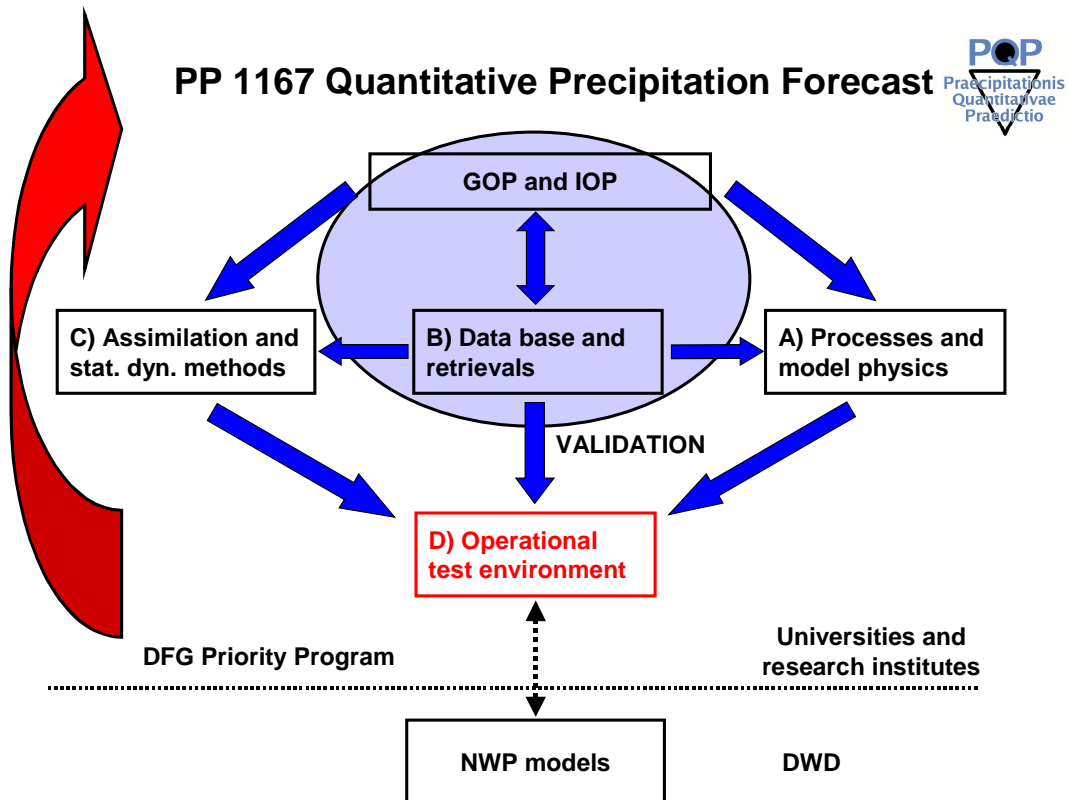 PP 1167 Quantitative Precipitation Forecast
PQP
Praecipitationis
Quantitativae
Praedictio
GOP and IOP
C) Assimilation and
stat. dyn. methods
B) Data base and
retrievals
A) Processes and
model physics
VALIDATION
D) Operational
test environment
DFG Priority Program
Universities and
research institutes
NWP models
DWD